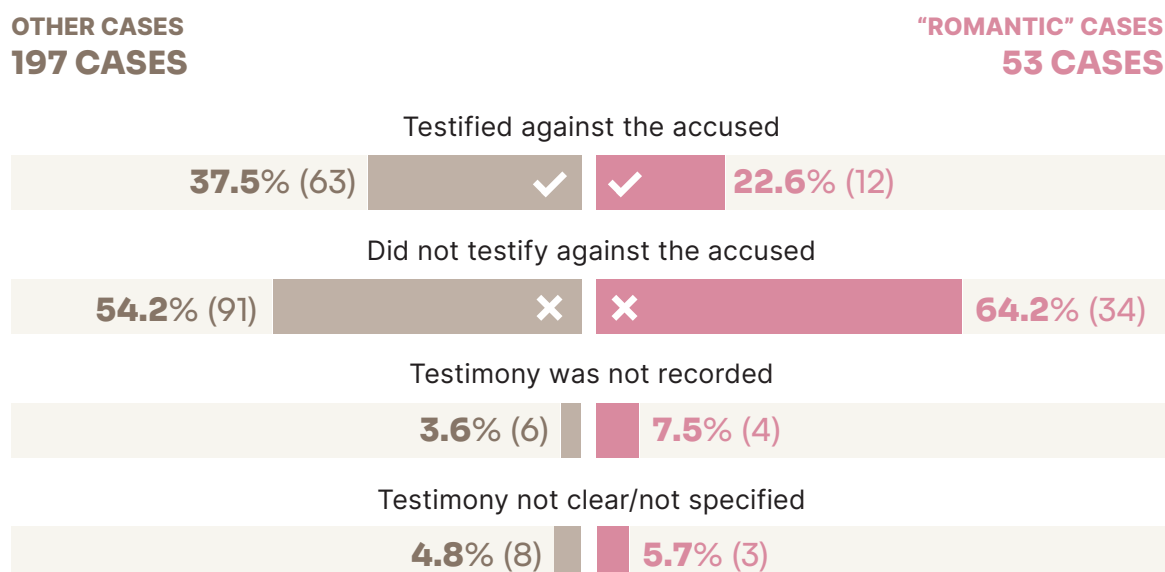 OTHER CASES
197 CASES
“ROMANTIC” CASES
53 CASES
Testified against the accused
37.5% (63)
22.6% (12)
Did not testify against the accused
54.2% (91)
64.2% (34)
Testimony was not recorded
3.6% (6)
7.5% (4)
Testimony not clear/not specified
4.8% (8)
5.7% (3)